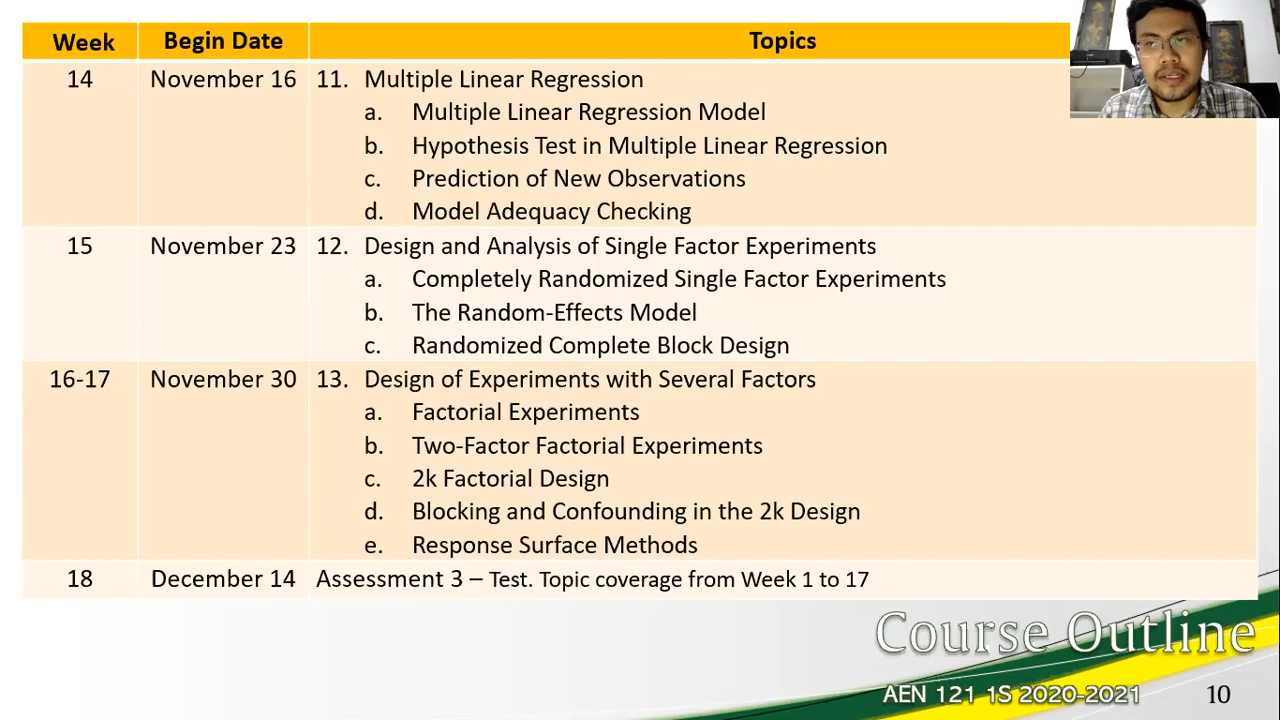 Week Begin Date Topics
14 November 16 11. Multiple Linear Regression
a. Multiple Linear Regression Model
b. Hypothesis Test in Multiple Linear Regression
c. Prediction of New Observations
d. Model Adequacy Checking
15 November 23 12. Design and Analysis of Single Factor Experiments
a. Completely Randomized Single Factor Experiments
b. The Random-Effects Model
c. Randomized Complete Block Design
16-17 November 30 13. Design of Experiments with Several Factors
a. Factorial Experiments
b. Two-Factor Factorial Experiments
c. 2k Factorial Design
d. Blocking and Confounding in the 2k Design
e. Response Surface Methods
18 December 14 Assessment 3 – Test. Topic coverage from Week 1 to 17
Course Outline
AEN 121 1S 2020-2021 10